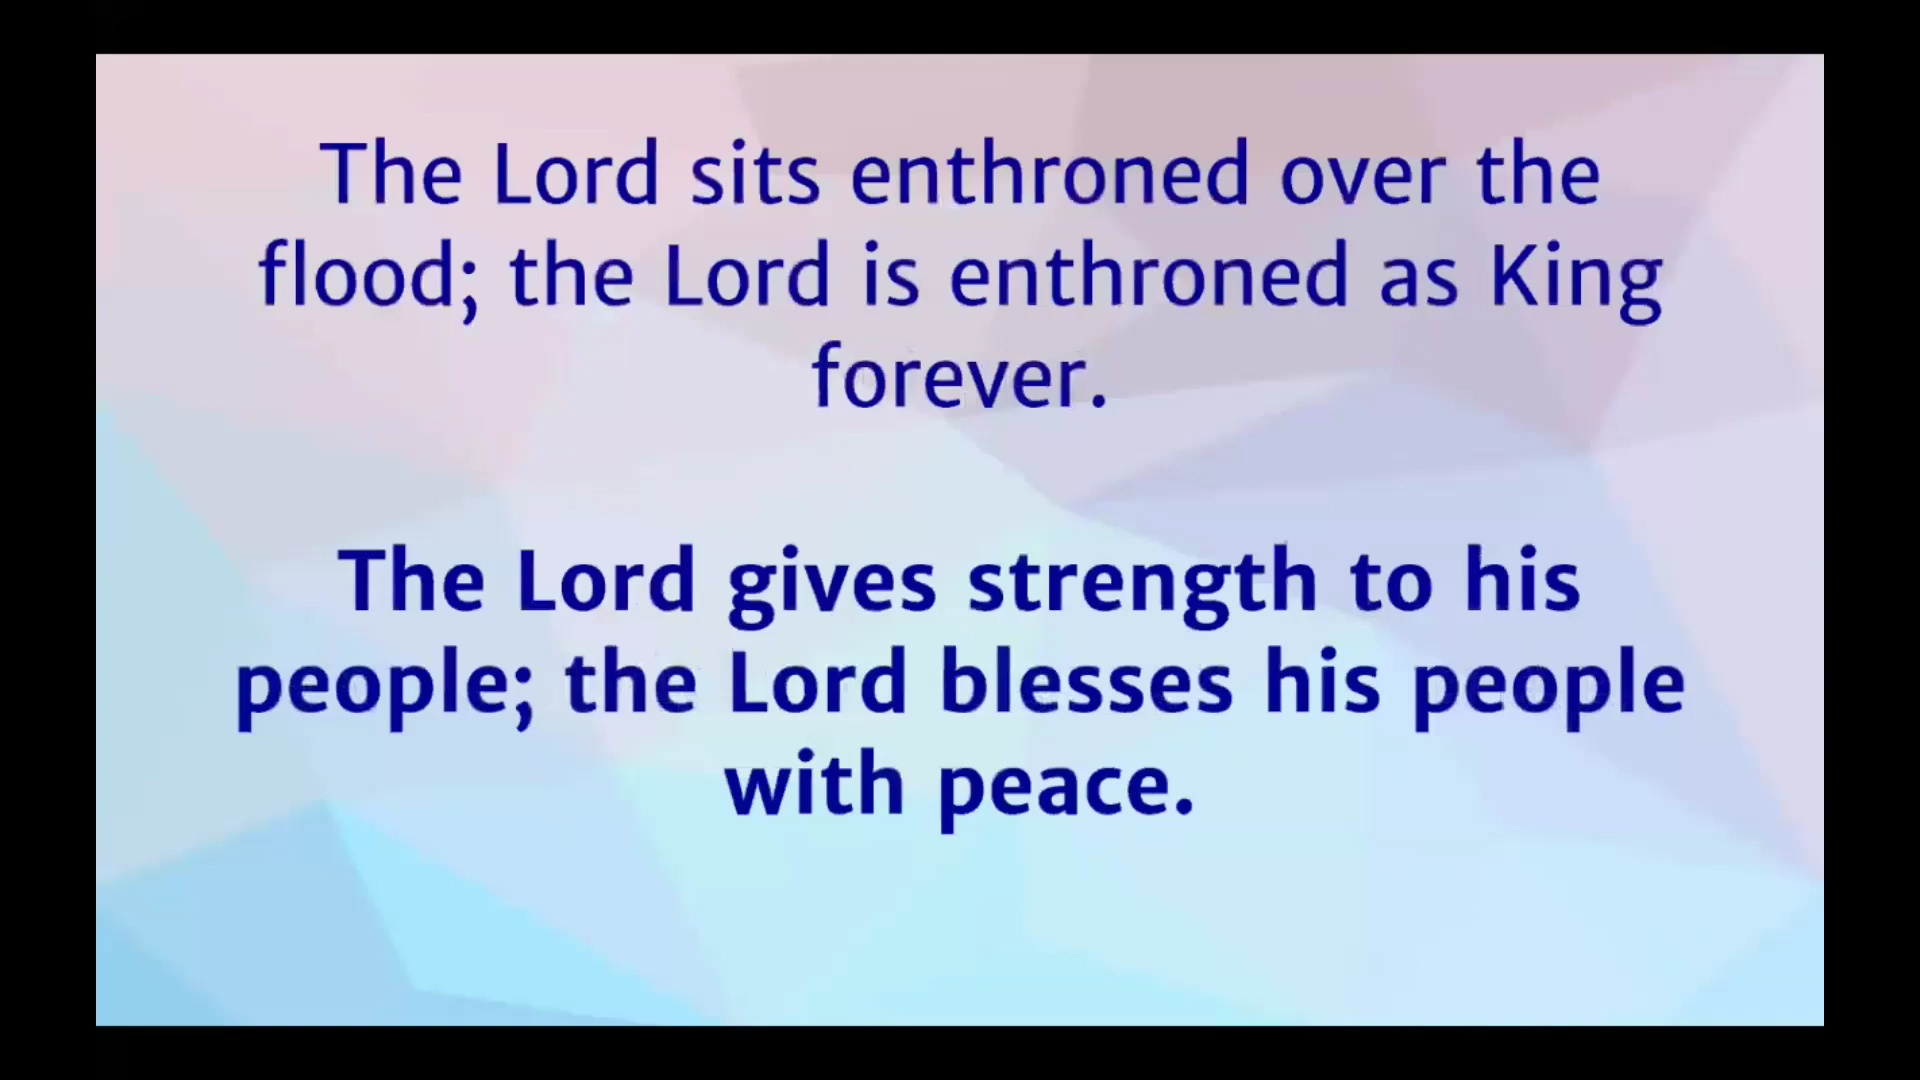 The Lord sits enthroned over the
flood; the Lord is enthroned as King
forever.
The Lord gives strength to his
people; the Lord blesses his people
with peace.